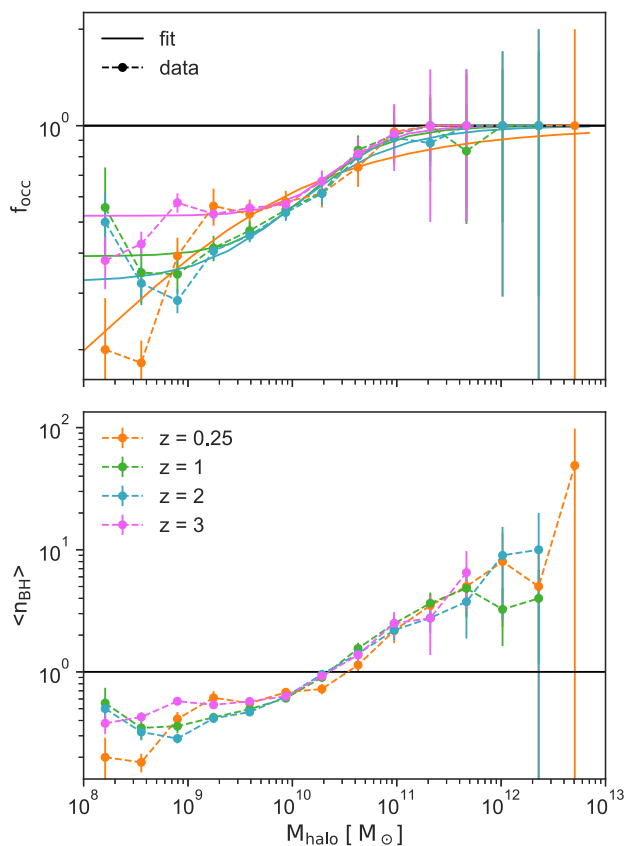 fit
data
10⁰
f_occ
10²
z = 0.25
z = 1
z = 2
z = 3
10¹
<n_BH>
10⁰
10⁸ 10⁹ 10¹⁰ 10¹¹ 10¹² 10¹³
M_halo [ M_⊙ ]